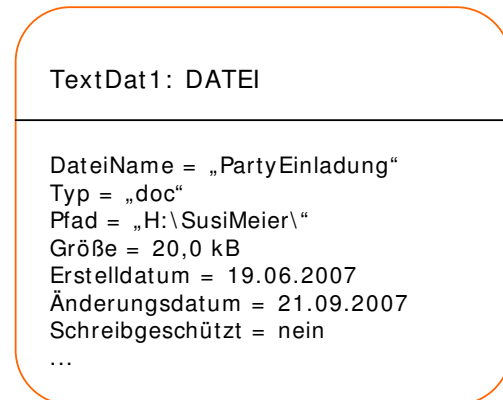 TextDat1: DATEI
DateiName = „PartyEinladung“
Typ = „doc“
Pfad = „H:\SusiMeier\“
Größe = 20,0 kB
Erstelldatum = 19.06.2007
Änderungsdatum = 21.09.2007
Schreibgeschützt = nein
...